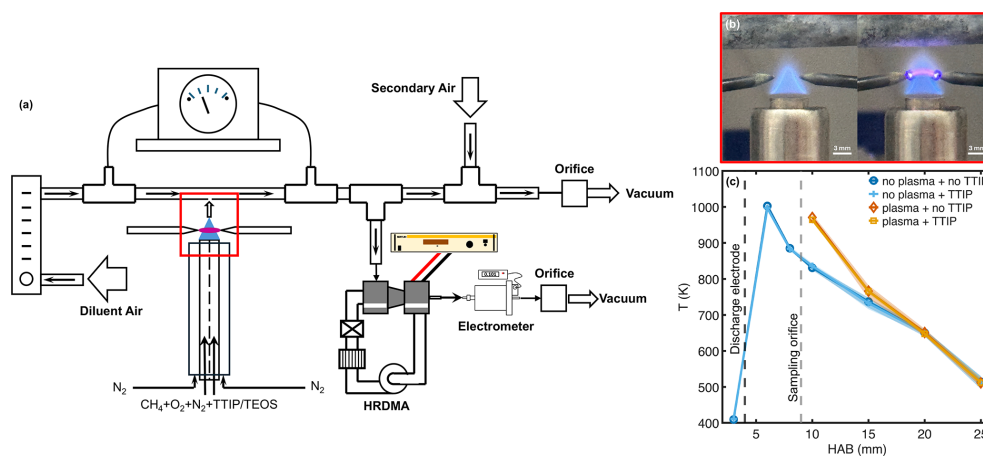 (a)
Secondary Air
Orifice
Vacuum
Diluent Air
N2
N2
CH4+O2+N2+TTIP/TEOS
HRDMA
Electrometer
Orifice
Vacuum
(b)
3 mm
3 mm
(c)
no plasma + no TTIP
no plasma + TTIP
plasma + no TTIP
plasma + TTIP
Discharge electrode
Sampling orifice
T (K)
1100
1000
900
800
700
600
500
400
5
10
15
20
25
HAB (mm)